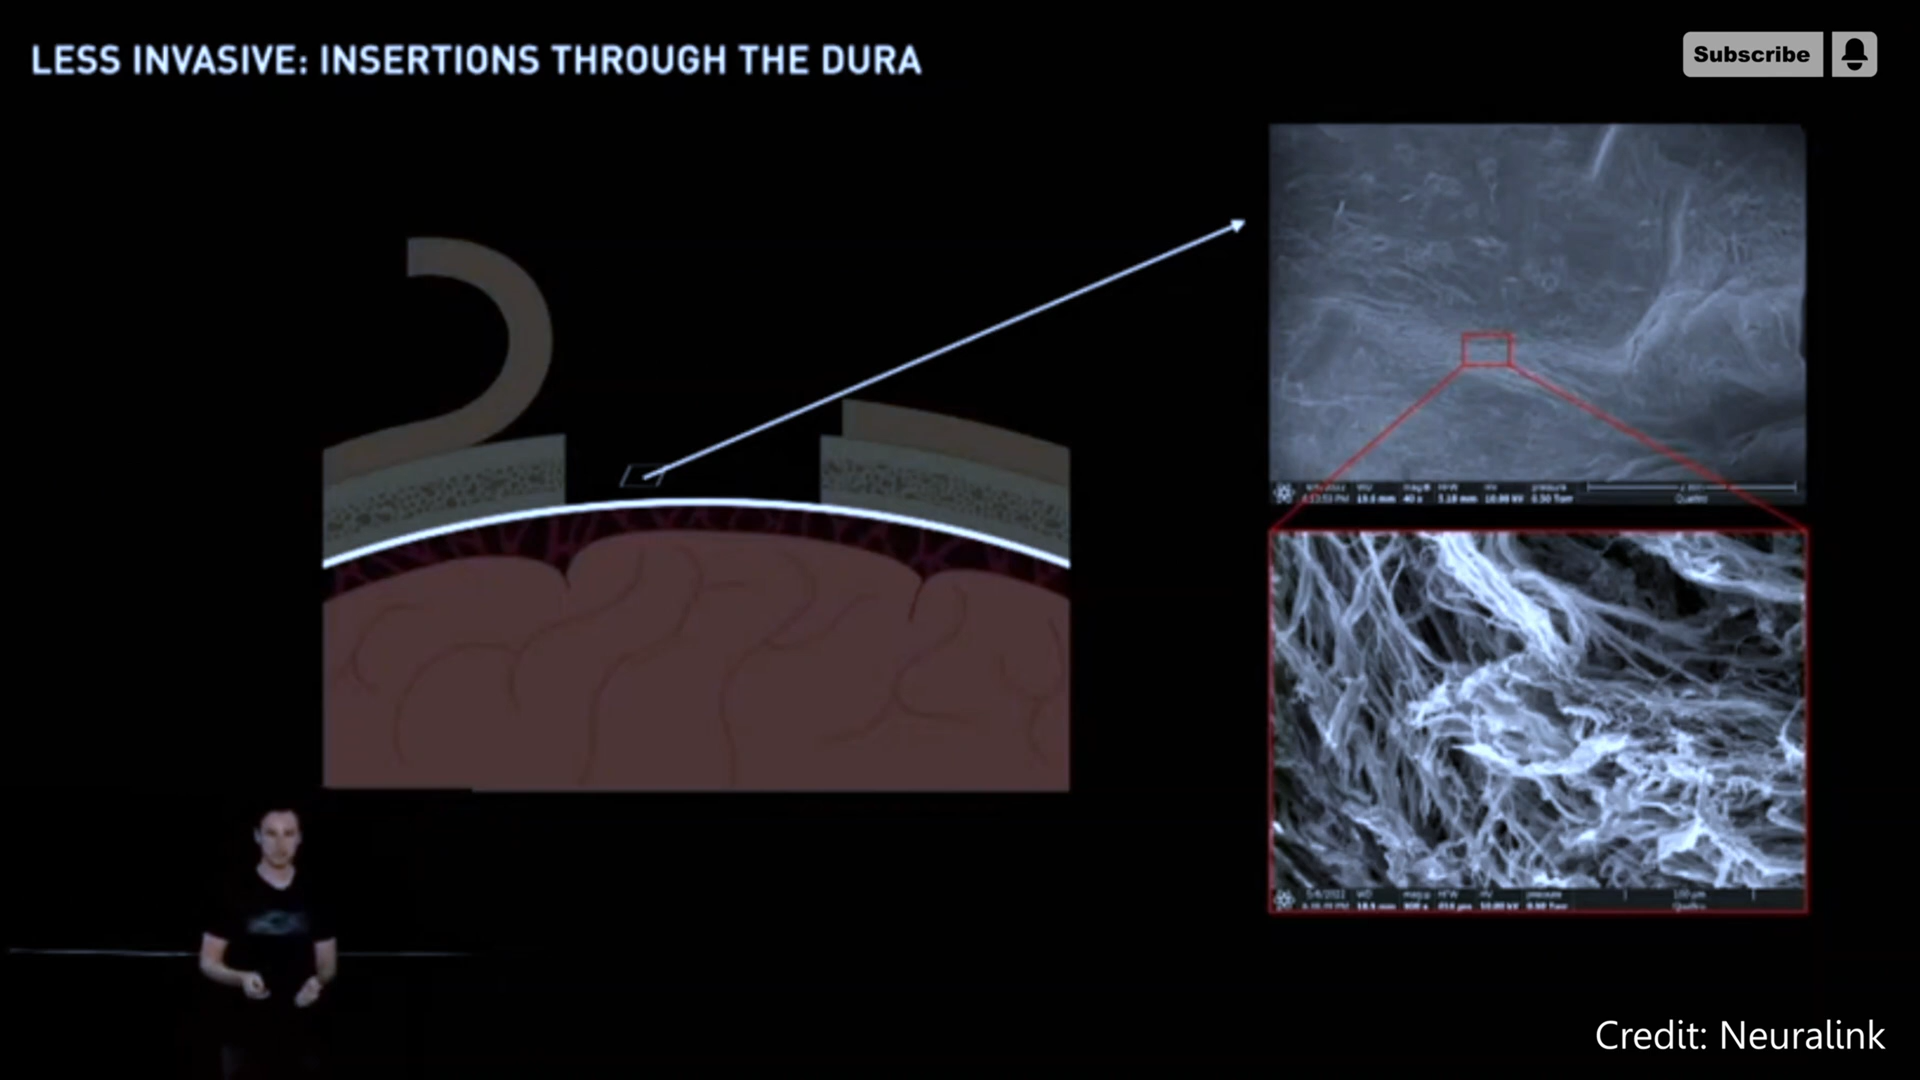 LESS INVASIVE: INSERTIONS THROUGH THE DURA
Subscribe
Credit: Neuralink